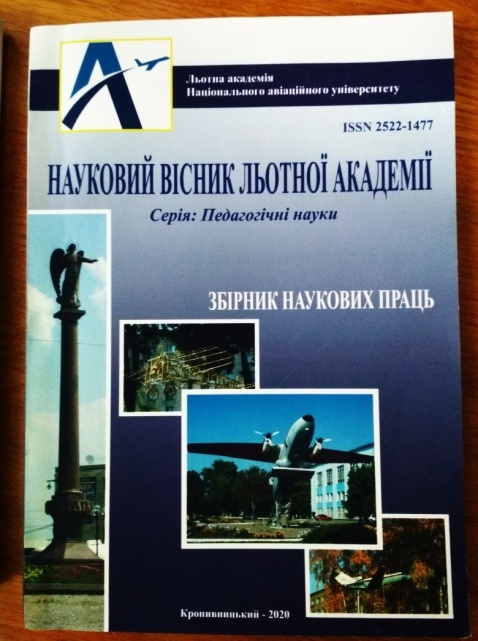 Льотна академія
Національного авіаційного університету
ISSN 2522-1477
НАУКОВИЙ ВІСНИК ЛЬОТНОЇ АКАДЕМІЇ
Серія: Педагогічні науки
ЗБІРНИК НАУКОВИХ ПРАЦЬ
Кропивницький - 2020